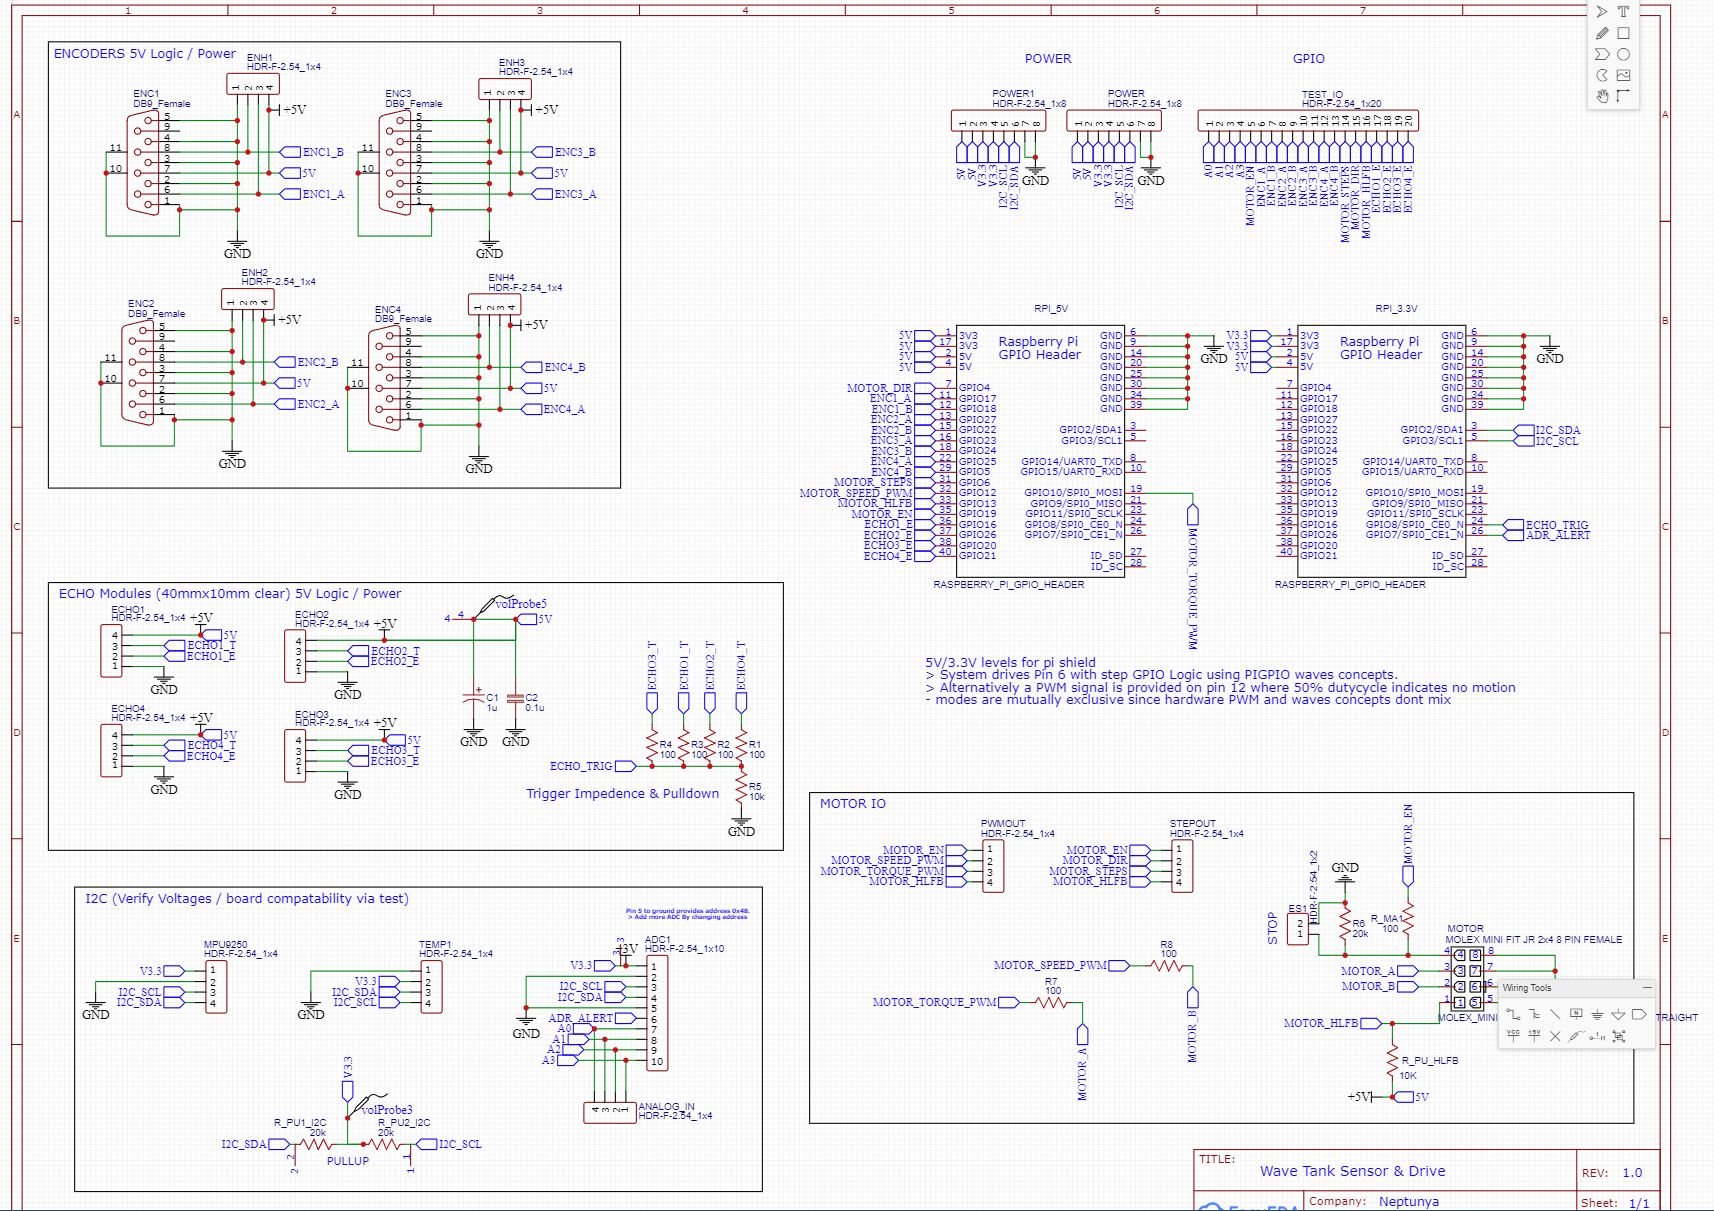 1 2 3 4 5 6 7
A B C D E
A B C D E
ENCODERS 5V Logic / Power
ENH1
HDR-F-2.54_1x4
1 2 3 4
+5V
ENC1
DB9_Female
5
9
4
8
3
7
2
6
1
11
10
ENC1_B
5V
ENC1_A
GND
ENH3
HDR-F-2.54_1x4
1 2 3 4
+5V
ENC3
DB9_Female
5
9
4
8
3
7
2
6
1
11
10
ENC3_B
5V
ENC3_A
GND
ENH2
HDR-F-2.54_1x4
1 2 3 4
+5V
ENC2
DB9_Female
5
9
4
8
3
7
2
6
1
11
10
ENC2_B
5V
ENC2_A
GND
ENH4
HDR-F-2.54_1x4
1 2 3 4
+5V
ENC4
DB9_Female
5
9
4
8
3
7
2
6
1
11
10
ENC4_B
5V
ENC4_A
GND
POWER
POWER1
HDR-F-2.54_1x8
1 2 3 4 5 6 7 8
5V
5V
V3.3
V3.3
I2C_SCL
I2C_SDA
GND
POWER
HDR-F-2.54_1x8
1 2 3 4 5 6 7 8
5V
5V
V3.3
V3.3
I2C_SCL
I2C_SDA
GND
GPIO
TEST_IO
HDR-F-2.54_1x20
1 2 3 4 5 6 7 8 9 10 11 12 13 14 15 16 17 18 19 20
A0
A1
A2
A3
MOTOR_EN
ENC1_A
ENC1_B
ENC2_A
ENC2_B
ENC3_A
ENC3_B
ENC4_A
ENC4_B
MOTOR_STEPS
MOTOR_DIR
MOTOR_HLFB
ECHO1_E
ECHO2_E
ECHO3_E
ECHO4_E
RPI_5V
Raspberry Pi
GPIO Header
5V 1 3V3
5V 17 3V3
5V 2 5V
5V 4 5V
MOTOR_DIR 7 GPIO4
ENC1_A 11 GPIO17
ENC1_B 12 GPIO18
ENC2_A 13 GPIO27
ENC2_B 15 GPIO22
ENC3_A 16 GPIO23
ENC3_B 18 GPIO24
ENC4_A 22 GPIO25
ENC4_B 29 GPIO5
MOTOR_STEPS 31 GPIO6
MOTOR_SPEED_PWM 32 GPIO12
MOTOR_HLFB 33 GPIO13
MOTOR_EN 35 GPIO19
ECHO1_E 36 GPIO16
ECHO2_E 37 GPIO26
ECHO3_E 38 GPIO20
ECHO4_E 40 GPIO21
GND 6
GND 9
GND 14
GND 20
GND 25
GND 30
GND 34
GND 39
GND
GPIO2/SDA1 3
GPIO3/SCL1 5
GPIO14/UART0_TXD 8
GPIO15/UART0_RXD 10
GPIO10/SPI0_MOSI 19
GPIO9/SPI0_MISO 21
GPIO11/SPI0_SCLK 23
GPIO8/SPI0_CE0_N 24
GPIO7/SPI0_CE1_N 26
ID_SD 27
ID_SC 28
MOTOR_TORQUE_PWM
RASPBERRY_PI_GPIO_HEADER
RPI_3.3V
Raspberry Pi
GPIO Header
V3.3 1 3V3
V3.3 17 3V3
5V 2 5V
5V 4 5V
7 GPIO4
11 GPIO17
12 GPIO18
13 GPIO27
15 GPIO22
16 GPIO23
18 GPIO24
22 GPIO25
29 GPIO5
31 GPIO6
32 GPIO12
33 GPIO13
35 GPIO19
36 GPIO16
37 GPIO26
38 GPIO20
40 GPIO21
GND 6
GND 9
GND 14
GND 20
GND 25
GND 30
GND 34
GND 39
GND
GPIO2/SDA1 3 I2C_SDA
GPIO3/SCL1 5 I2C_SCL
GPIO14/UART0_TXD 8
GPIO15/UART0_RXD 10
GPIO10/SPI0_MOSI 19
GPIO9/SPI0_MISO 21
GPIO11/SPI0_SCLK 23
GPIO8/SPI0_CE0_N 24 ECHO_TRIG
GPIO7/SPI0_CE1_N 26 ADR_ALERT
ID_SD 27
ID_SC 28
RASPBERRY_PI_GPIO_HEADER
5V/3.3V levels for pi shield
> System drives Pin 6 with step GPIO Logic using PIGPIO waves concepts.
> Alternatively a PWM signal is provided on pin 12 where 50% dutycycle indicates no motion
- modes are mutually exclusive since hardware PWM and waves concepts dont mix
ECHO Modules (40mmx10mm clear) 5V Logic / Power
ECHO1
HDR-F-2.54_1x4 +5V
4 5V
3 ECHO1_T
2 ECHO1_E
1
GND
ECHO2
HDR-F-2.54_1x4 +5V
4
3 ECHO2_T
2 ECHO2_E
1
GND
ECHO4
HDR-F-2.54_1x4 +5V
4 5V
3 ECHO4_T
2 ECHO4_E
1
GND
ECHO3
HDR-F-2.54_1x4 +5V
4 5V
3 ECHO3_T
2 ECHO3_E
1
GND
4 4
volProbe5
5V
C1
1u
C2
0.1u
GND GND
ECHO3_T
ECHO1_T
ECHO2_T
ECHO4_T
R4
100
R3
100
R2
100
R1
100
ECHO_TRIG
R5
10k
GND
Trigger Impedence & Pulldown
MOTOR IO
PWMOUT
HDR-F-2.54_1x4
MOTOR_EN 1
MOTOR_SPEED_PWM 2
MOTOR_TORQUE_PWM 3
MOTOR_HLFB 4
STEPOUT
HDR-F-2.54_1x4
MOTOR_EN 1
MOTOR_DIR 2
MOTOR_STEPS 3
MOTOR_HLFB 4
STOP
ES1
HDR-F-2.54_1x2
2
1
GND
R6
20k
MOTOR_EN
R_MA1
100
MOTOR
MOLEX MINI FIT JR 2x4 8 PIN FEMALE
4 4 8 8
3 3 7 7
2 2 6 6
1 1 5 5
MOTOR_A
MOTOR_B
MOLEX_MINI
TRAIGHT
MOTOR_HLFB
R_PU_HLFB
10K
+5V 5V
MOTOR_SPEED_PWM
R8
100
MOTOR_B
MOTOR_TORQUE_PWM
R7
100
MOTOR_A
Wiring Tools
N
VCC
+5V
T
I2C (Verify Voltages / board compatability via test)
Pin 5 to ground provides address 0x48.
> Add more ADC By changing address
MPU9250
HDR-F-2.54_1x4
V3.3 1
2
I2C_SCL 3
I2C_SDA 4
GND
TEMP1
HDR-F-2.54_1x4
1
V3.3 2
I2C_SDA 3
I2C_SCL 4
GND
ADC1
HDR-F-2.54_1x10
V3.3 1
2
I2C_SCL 3
I2C_SDA 4
5
ADR_ALERT 6
A0 7
A1 8
A2 9
A3 10
GND
ANALOG_IN
HDR-F-2.54_1x4
4 3 2 1
V3.3
volProbe3
R_PU1_I2C
20k
R_PU2_I2C
20k
I2C_SDA
I2C_SCL
2 2
1 1
PULLUP
TITLE:
Wave Tank Sensor & Drive
REV: 1.0
Company: Neptunya
Sheet: 1/1